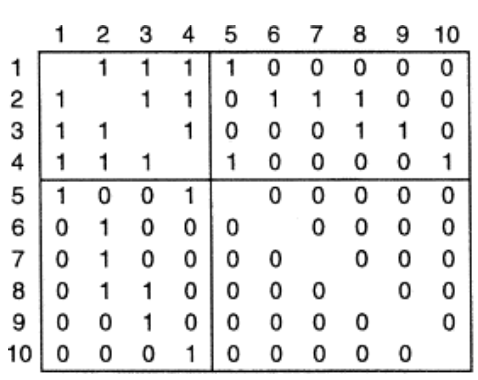 1 2 3 4 5 6 7 8 9 10
1 1 1 1 1 0 0 0 0 0
2 1 1 1 0 1 1 1 0 0
3 1 1 1 0 0 0 1 1 0
4 1 1 1 1 0 0 0 0 1
5 1 0 0 1 0 0 0 0 0
6 0 1 0 0 0 0 0 0 0
7 0 1 0 0 0 0 0 0 0
8 0 1 1 0 0 0 0 0 0
9 0 0 1 0 0 0 0 0 0
10 0 0 0 1 0 0 0 0 0